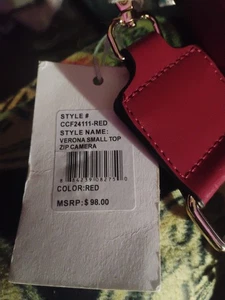 STYLE #
CCF24111-RED
STYLE NAME:
VERONA SMALL TOP
ZIP CAMERA
COLOR:RED
MSRP:$ 98.00